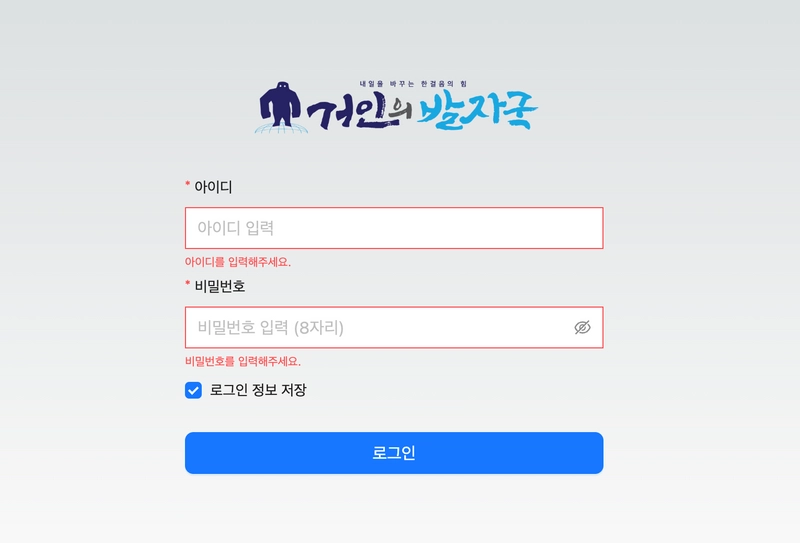 내일을 바꾸는 한걸음의 힘
거인의 발자국
* 아이디
아이디 입력
아이디를 입력해주세요.
* 비밀번호
비밀번호 입력 (8자리)
비밀번호를 입력해주세요.
로그인 정보 저장
로그인